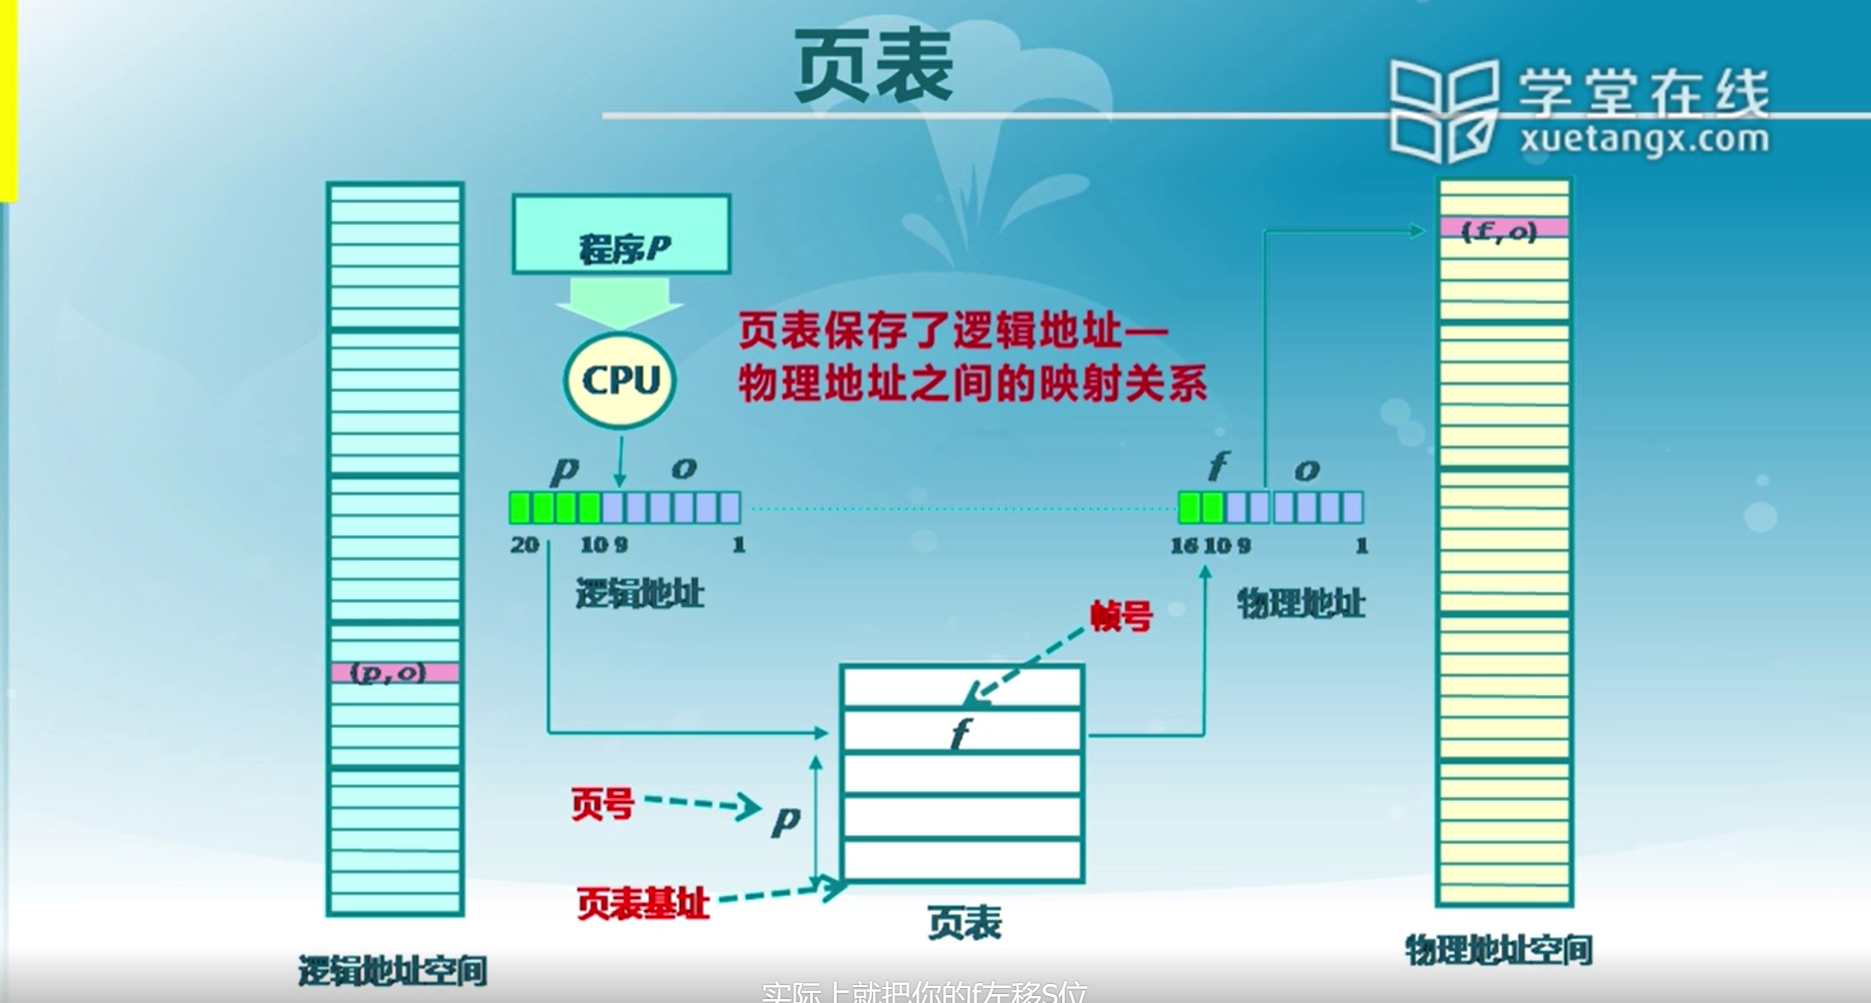 页表
学堂在线
xuetangx.com
程序P
(f,o)
页表保存了逻辑地址—
物理地址之间的映射关系
CPU
p o
f o
20 10 9 1
16 10 9 1
逻辑地址
物理地址
帧号
(p,o)
f
页号
p
页表基址
页表
逻辑地址空间
物理地址空间
实际上就把你的f左移S位